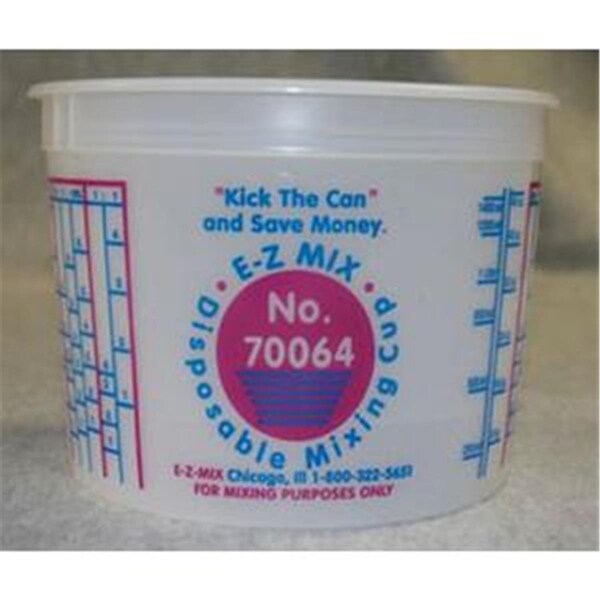 "Kick The Can"
and Save Money.
E-Z MIX
No.
70064
Disposable Mixing Cup
E-Z-MIX Chicago, Ill 1-800-322-5651
FOR MIXING PURPOSES ONLY